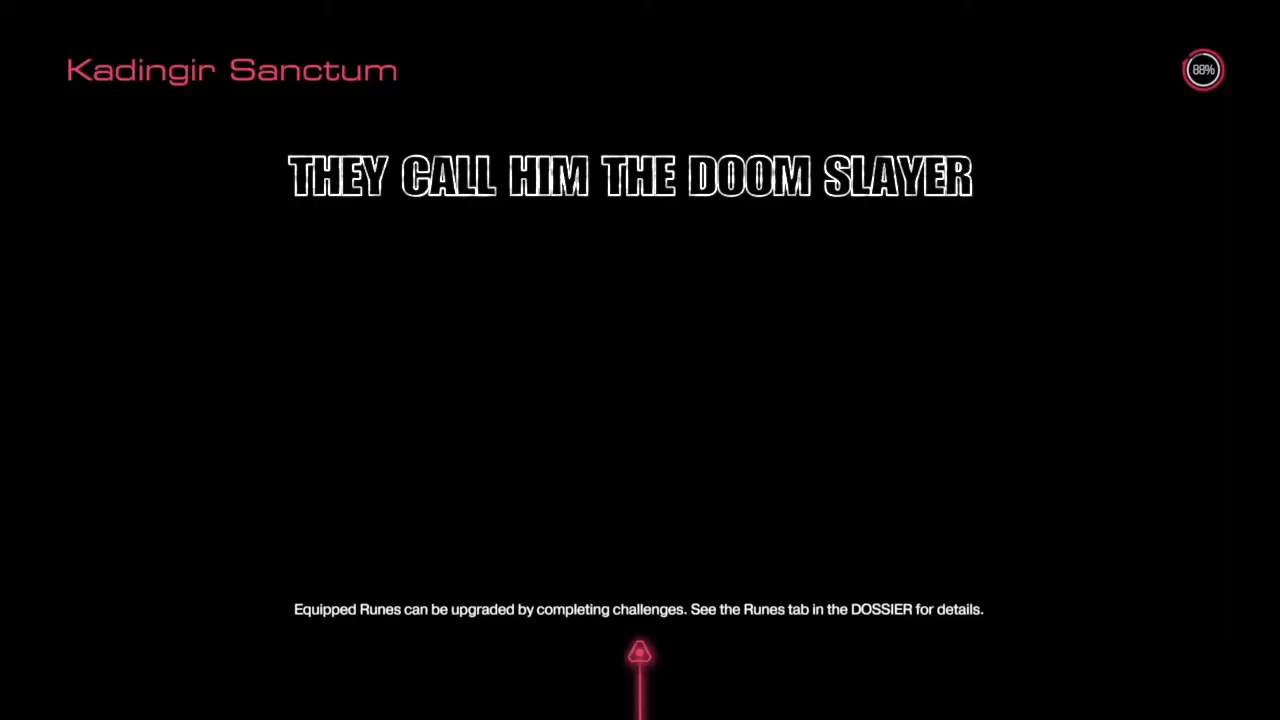 Kadingir Sanctum
88%
THEY CALL HIM THE DOOM SLAYER
Equipped Runes can be upgraded by completing challenges. See the Runes tab in the DOSSIER for details.